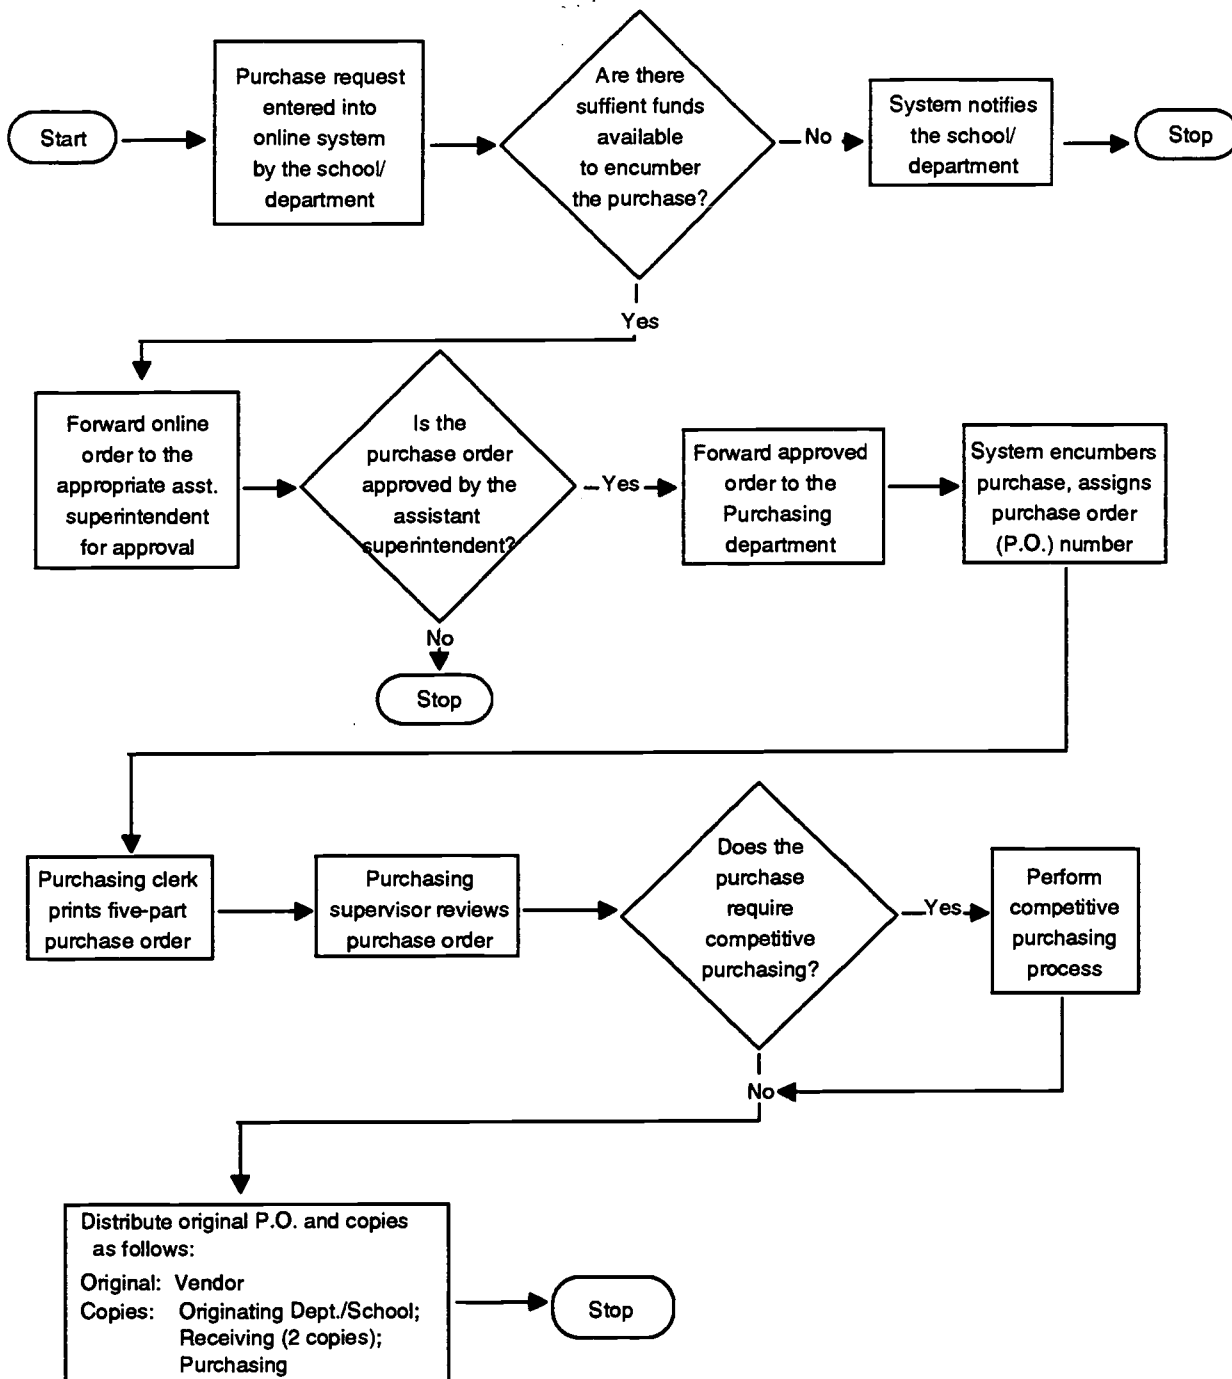 Start
Purchase request
entered into
online system
by the school/
department
Are there
suffient funds
available
to encumber
the purchase?
No
System notifies
the school/
department
Stop
Yes
Forward online
order to the
appropriate asst.
superintendent
for approval
Is the
purchase order
approved by the
assistant
superintendent?
Yes
Forward approved
order to the
Purchasing
department
System encumbers
purchase, assigns
purchase order
(P.O.) number
No
Stop
Purchasing clerk
prints five-part
purchase order
Purchasing
supervisor reviews
purchase order
Does the
purchase
require
competitive
purchasing?
Yes
Perform
competitive
purchasing
process
No
Distribute original P.O. and copies
as follows:
Original: Vendor
Copies: Originating Dept./School;
Receiving (2 copies);
Purchasing
Stop